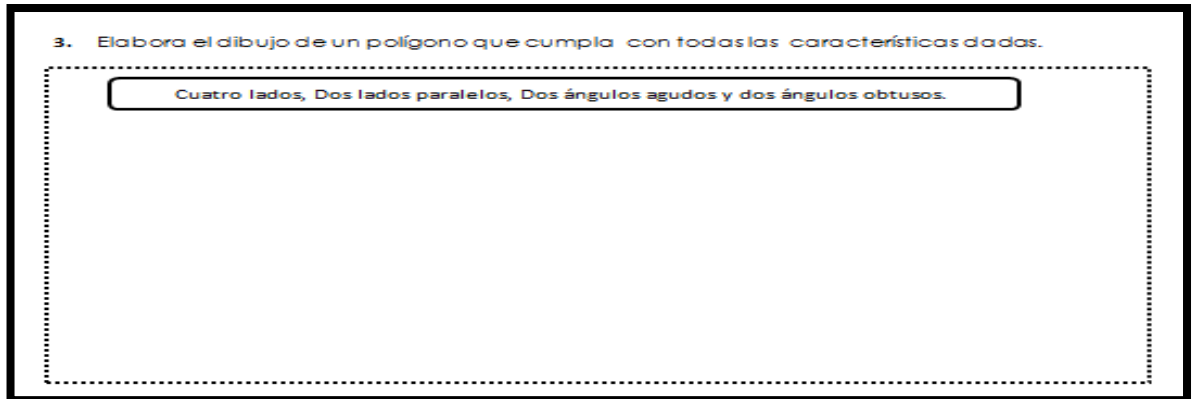 3. Elabora el dibujo de un polígono que cumpla con todas las características dadas.
Cuatro lados, Dos lados paralelos, Dos ángulos agudos y dos ángulos obtusos.